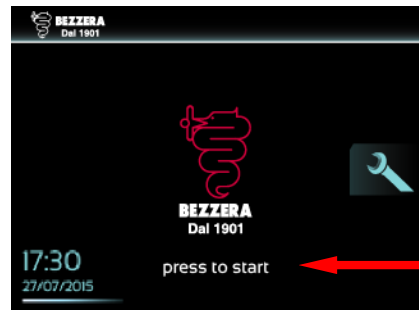 BEZZERA
Dal 1901
BEZZERA
Dal 1901
17:30
press to start
27/07/2015